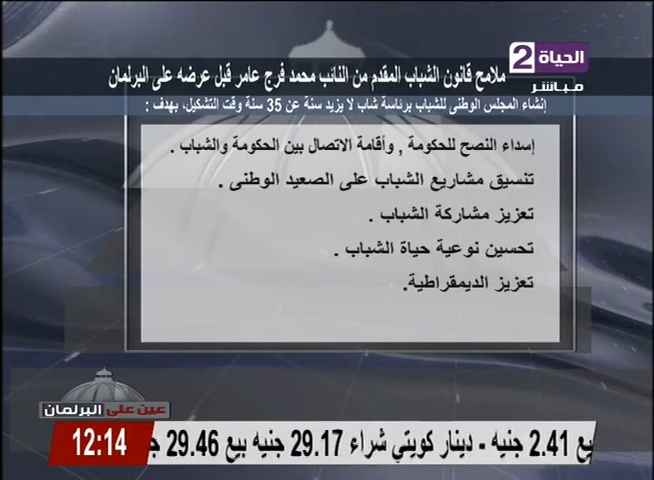 الحياة 2
مباشر
ملامح قانون الشباب المقدم من النائب محمد فرج عامر قبل عرضه على البرلمان
إنشاء المجلس الوطنى للشباب برئاسة شاب لا يزيد سنة عن 35 سنة وقت التشكيل، بهدف :
إسداء النصح للحكومة , وأقامة الاتصال بين الحكومة والشباب .
تنسيق مشاريع الشباب على الصعيد الوطنى .
تعزيز مشاركة الشباب .
تحسين نوعية حياة الشباب .
تعزيز الديمقراطية.
عين على البرلمان
12:14
يع 2.41 جنيه - دينار كويتي شراء 29.17 جنيه بيع 29.46 ج